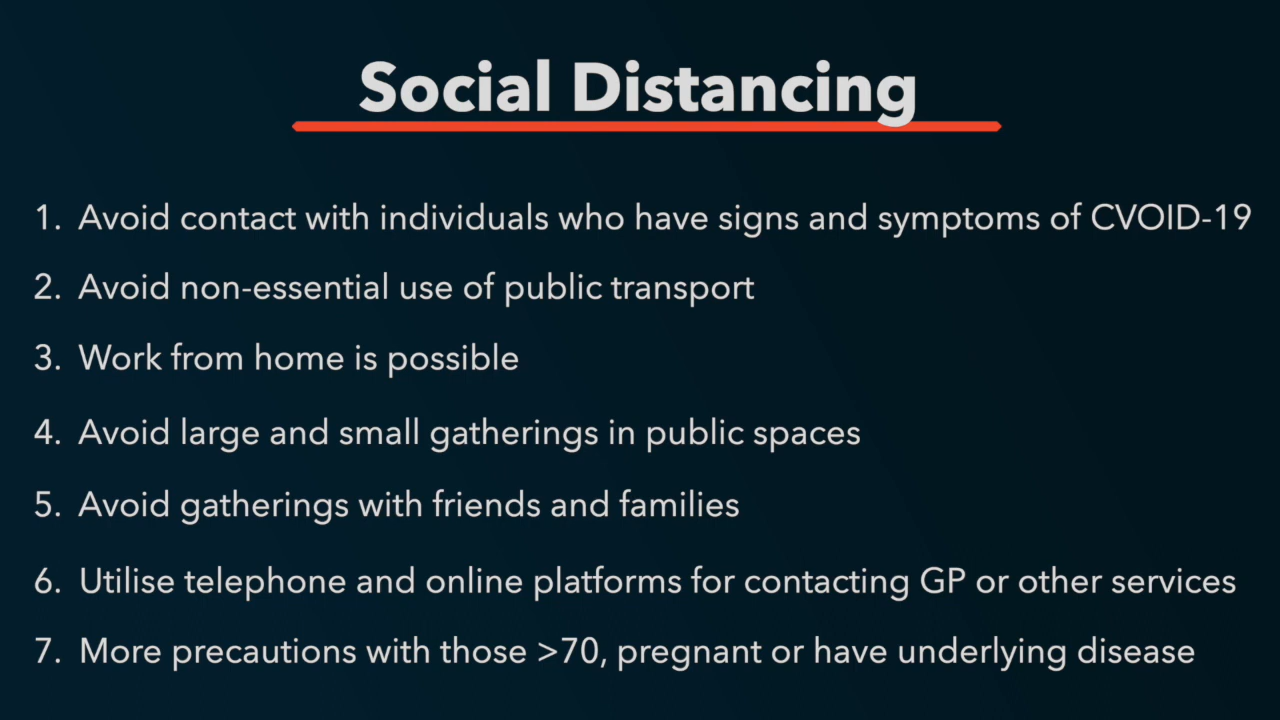 Social Distancing
1. Avoid contact with individuals who have signs and symptoms of CVOID-19
2. Avoid non-essential use of public transport
3. Work from home is possible
4. Avoid large and small gatherings in public spaces
5. Avoid gatherings with friends and families
6. Utilise telephone and online platforms for contacting GP or other services
7. More precautions with those >70, pregnant or have underlying disease